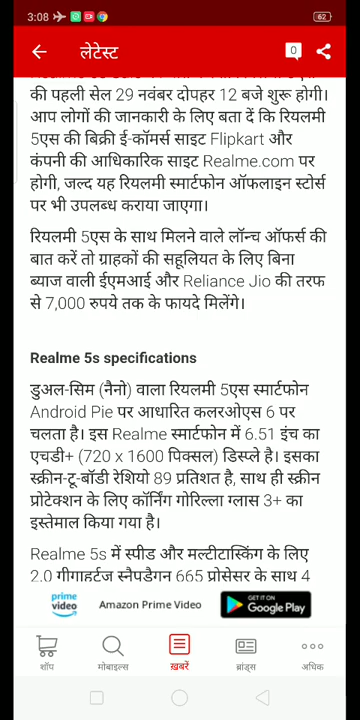 3:08
62
लेटेस्ट
0
की पहली सेल 29 नवंबर दोपहर 12 बजे शुरू होगी।
आप लोगों की जानकारी के लिए बता दें कि रियलमी
5एस की बिक्री ई-कॉमर्स साइट Flipkart और
कंपनी की आधिकारिक साइट Realme.com पर
होगी, जल्द यह रियलमी स्मार्टफोन ऑफलाइन स्टोर्स
पर भी उपलब्ध कराया जाएगा।
रियलमी 5एस के साथ मिलने वाले लॉन्च ऑफर्स की
बात करें तो ग्राहकों की सहूलियत के लिए बिना
ब्याज वाली ईएमआई और Reliance Jio की तरफ
से 7,000 रुपये तक के फायदे मिलेंगे।
Realme 5s specifications
डुअल-सिम (नैनो) वाला रियलमी 5एस स्मार्टफोन
Android Pie पर आधारित कलरओएस 6 पर
चलता है। इस Realme स्मार्टफोन में 6.51 इंच का
एचडी+ (720 x 1600 पिक्सल) डिस्प्ले है। इसका
स्क्रीन-टू-बॉडी रेशियो 89 प्रतिशत है, साथ ही स्क्रीन
प्रोटेक्शन के लिए कॉर्निंग गोरिल्ला ग्लास 3+ का
इस्तेमाल किया गया है।
Realme 5s में स्पीड और मल्टीटास्किंग के लिए
2.0 गीगाहर्ट्ज स्नैपड्रैगन 665 प्रोसेसर के साथ 4
prime video Amazon Prime Video GET IT ON Google Play
शॉप मोबाइल्स ख़बरें ब्रांड्स अधिक